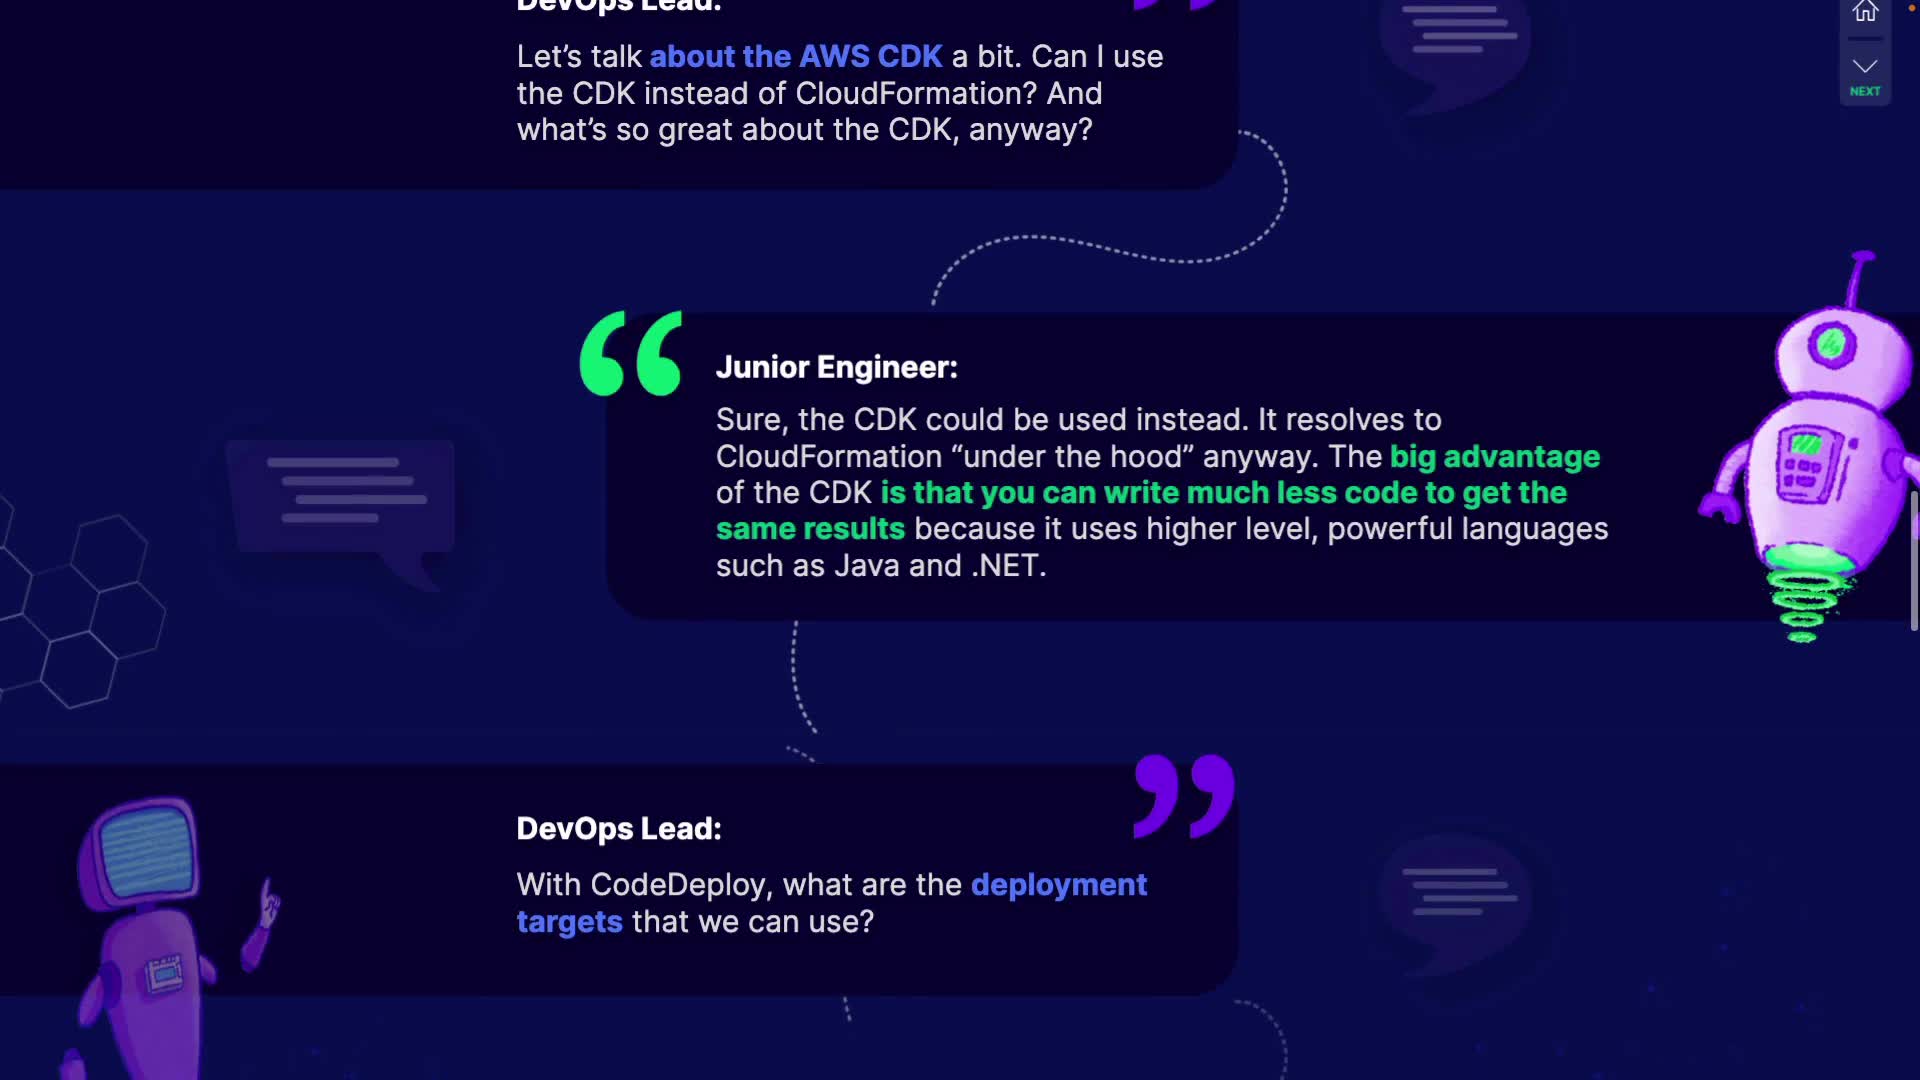 DevOps Lead:
Let’s talk about the AWS CDK a bit. Can I use
the CDK instead of CloudFormation? And
what’s so great about the CDK, anyway?
NEXT
Junior Engineer:
Sure, the CDK could be used instead. It resolves to
CloudFormation “under the hood” anyway. The big advantage
of the CDK is that you can write much less code to get the
same results because it uses higher level, powerful languages
such as Java and .NET.
DevOps Lead:
With CodeDeploy, what are the deployment
targets that we can use?